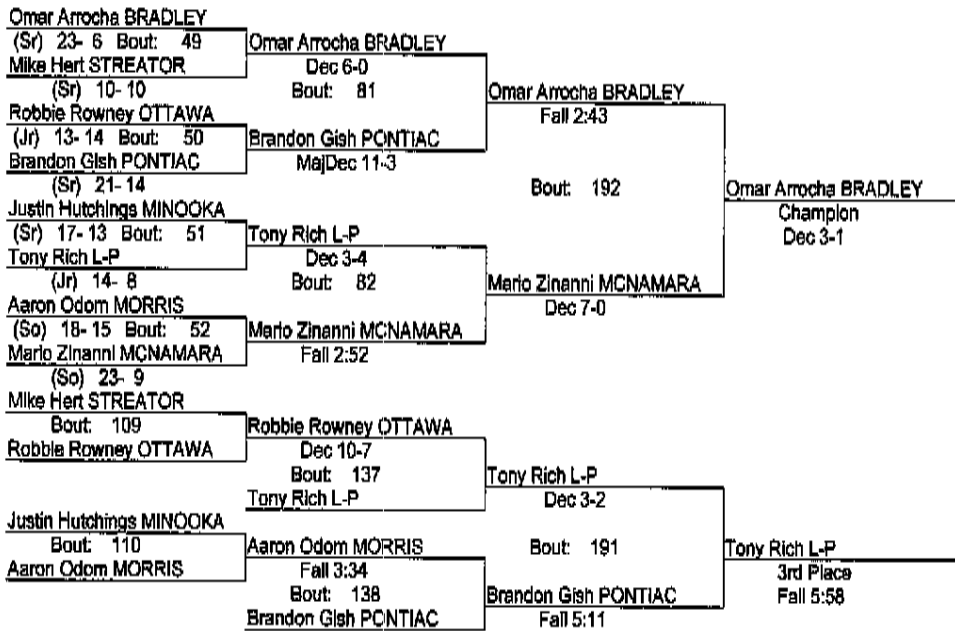 Omar Arrocha BRADLEY
(Sr) 23- 6 Bout: 49
Mike Hert STREATOR
(Sr) 10- 10
Robbie Rowney OTTAWA
(Jr) 13- 14 Bout: 50
Brandon Gish PONTIAC
(Sr) 21- 14
Justin Hutchings MINOOKA
(Sr) 17- 13 Bout: 51
Tony Rich L-P
(Jr) 14- 8
Aaron Odom MORRIS
(So) 18- 15 Bout: 52
Mario Zinanni MCNAMARA
(So) 23- 9
Mike Hert STREATOR
Bout: 109
Robbie Rowney OTTAWA
Justin Hutchings MINOOKA
Bout: 110
Aaron Odom MORRIS
Omar Arrocha BRADLEY
Dec 6-0
Bout: 81
Brandon Gish PONTIAC
MajDec 11-3
Tony Rich L-P
Dec 3-4
Bout: 82
Mario Zinanni MCNAMARA
Fall 2:52
Robbie Rowney OTTAWA
Dec 10-7
Bout: 137
Tony Rich L-P
Aaron Odom MORRIS
Fall 3:34
Bout: 138
Brandon Gish PONTIAC
Omar Arrocha BRADLEY
Fall 2:43
Bout: 192
Mario Zinanni MCNAMARA
Dec 7-0
Tony Rich L-P
Dec 3-2
Bout: 191
Brandon Gish PONTIAC
Fall 5:11
Omar Arrocha BRADLEY
Champion
Dec 3-1
Tony Rich L-P
3rd Place
Fall 5:58